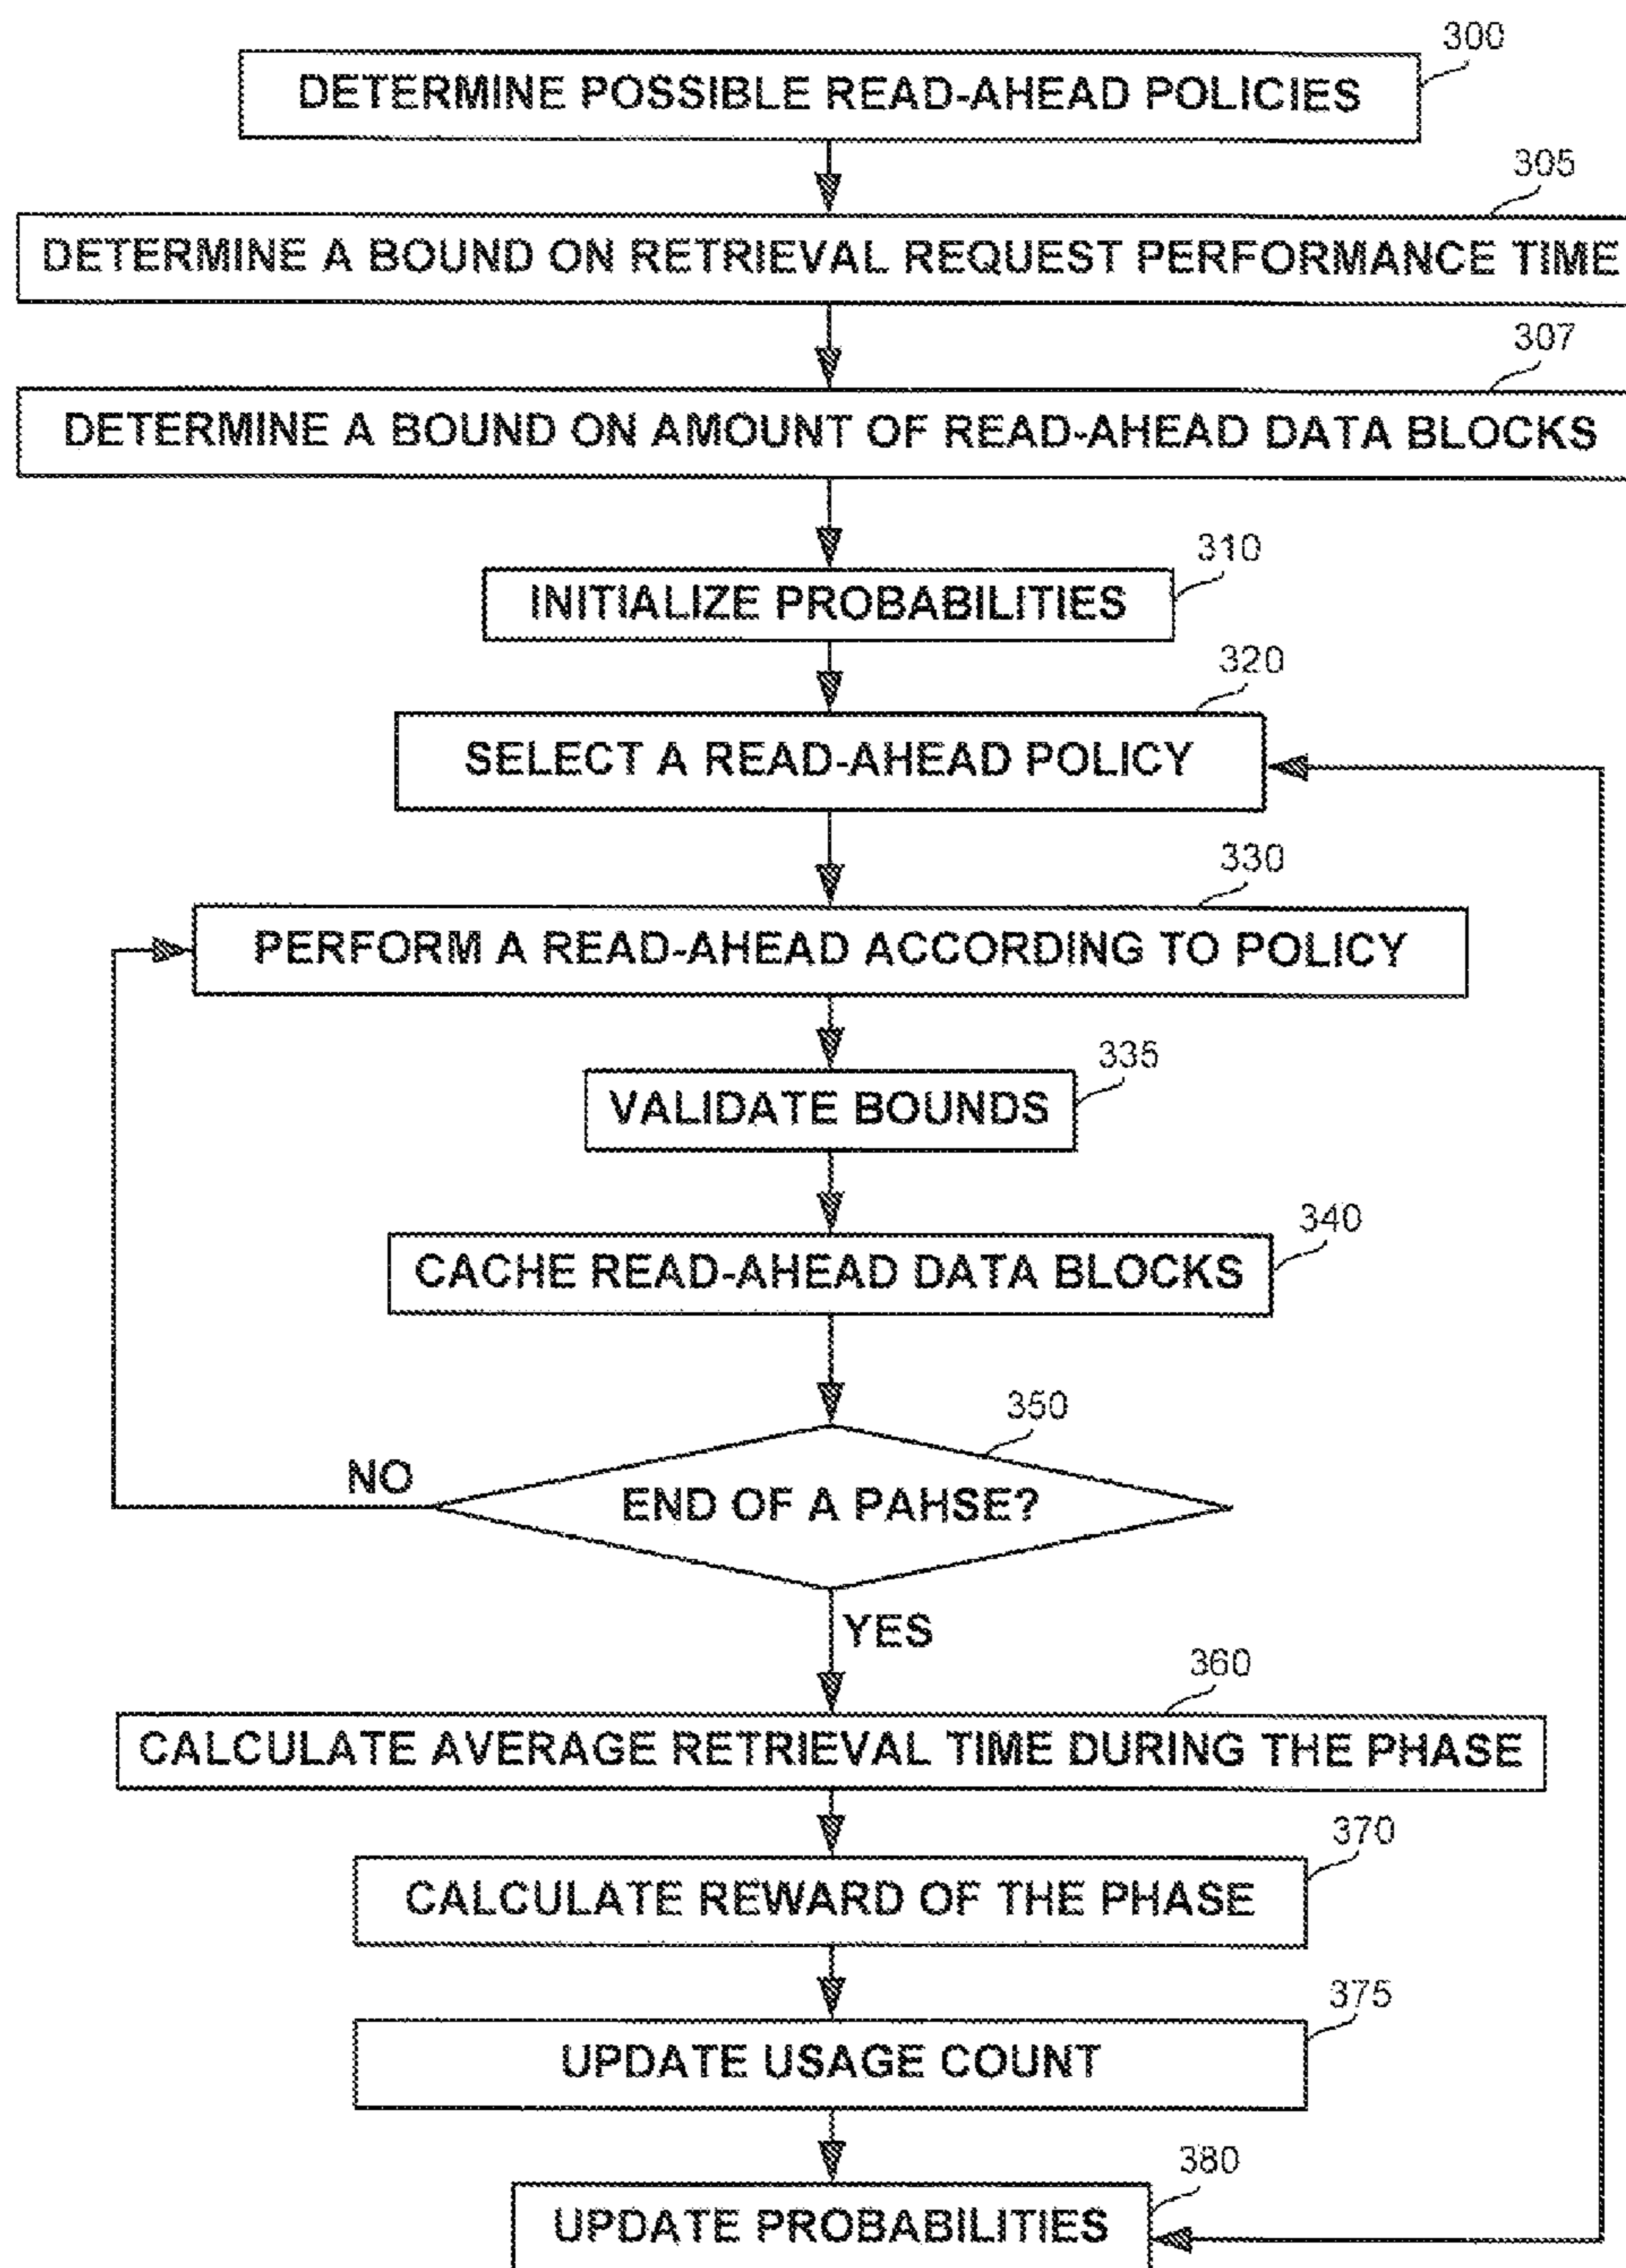 300
DETERMINE POSSIBLE READ-AHEAD POLICIES
305
DETERMINE A BOUND ON RETRIEVAL REQUEST PERFORMANCE TIME
307
DETERMINE A BOUND ON AMOUNT OF READ-AHEAD DATA BLOCKS
310
INITIALIZE PROBABILITIES
320
SELECT A READ-AHEAD POLICY
330
PERFORM A READ-AHEAD ACCORDING TO POLICY
335
VALIDATE BOUNDS
340
CACHE READ-AHEAD DATA BLOCKS
350
NO
END OF A PAHSE?
YES
360
CALCULATE AVERAGE RETRIEVAL TIME DURING THE PHASE
370
CALCULATE REWARD OF THE PHASE
375
UPDATE USAGE COUNT
380
UPDATE PROBABILITIES